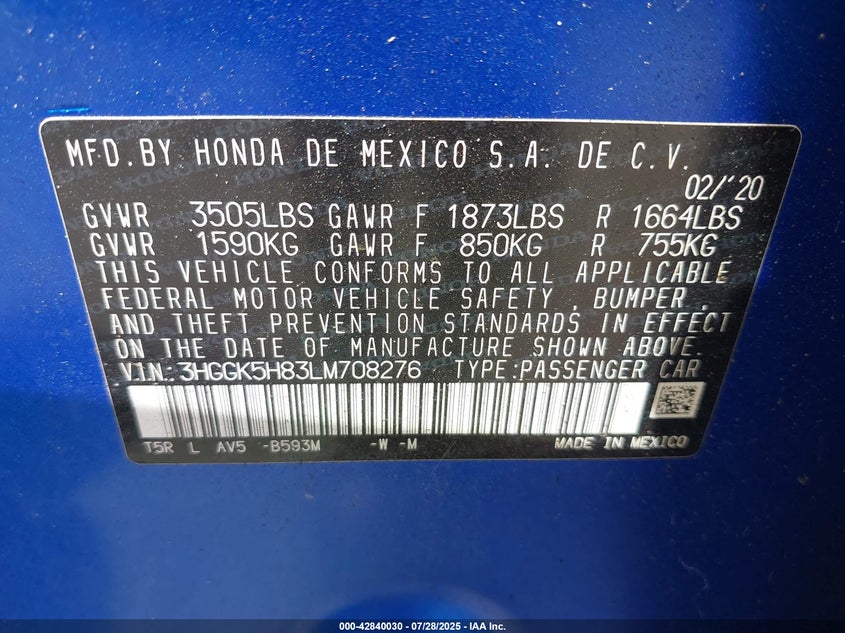 MFD.BY HONDA DE MEXICO S.A. DE C.V.
02/'20
GVWR 3505LBS GAWR F 1873LBS R 1664LBS
GVWR 1590KG GAWR F 850KG R 755KG
THIS VEHICLE CONFORMS TO ALL APPLICABLE
FEDERAL MOTOR VEHICLE SAFETY, BUMPER,
AND THEFT PREVENTION STANDARDS IN EFFECT
ON THE DATE OF MANUFACTURE SHOWN ABOVE.
V.I.N.: 3HGGK5H83LM708276 TYPE:PASSENGER CAR
T5R L AV5 -B593M -W -M MADE IN MEXICO
000-42840030 - 07/28/2025 - IAA Inc.